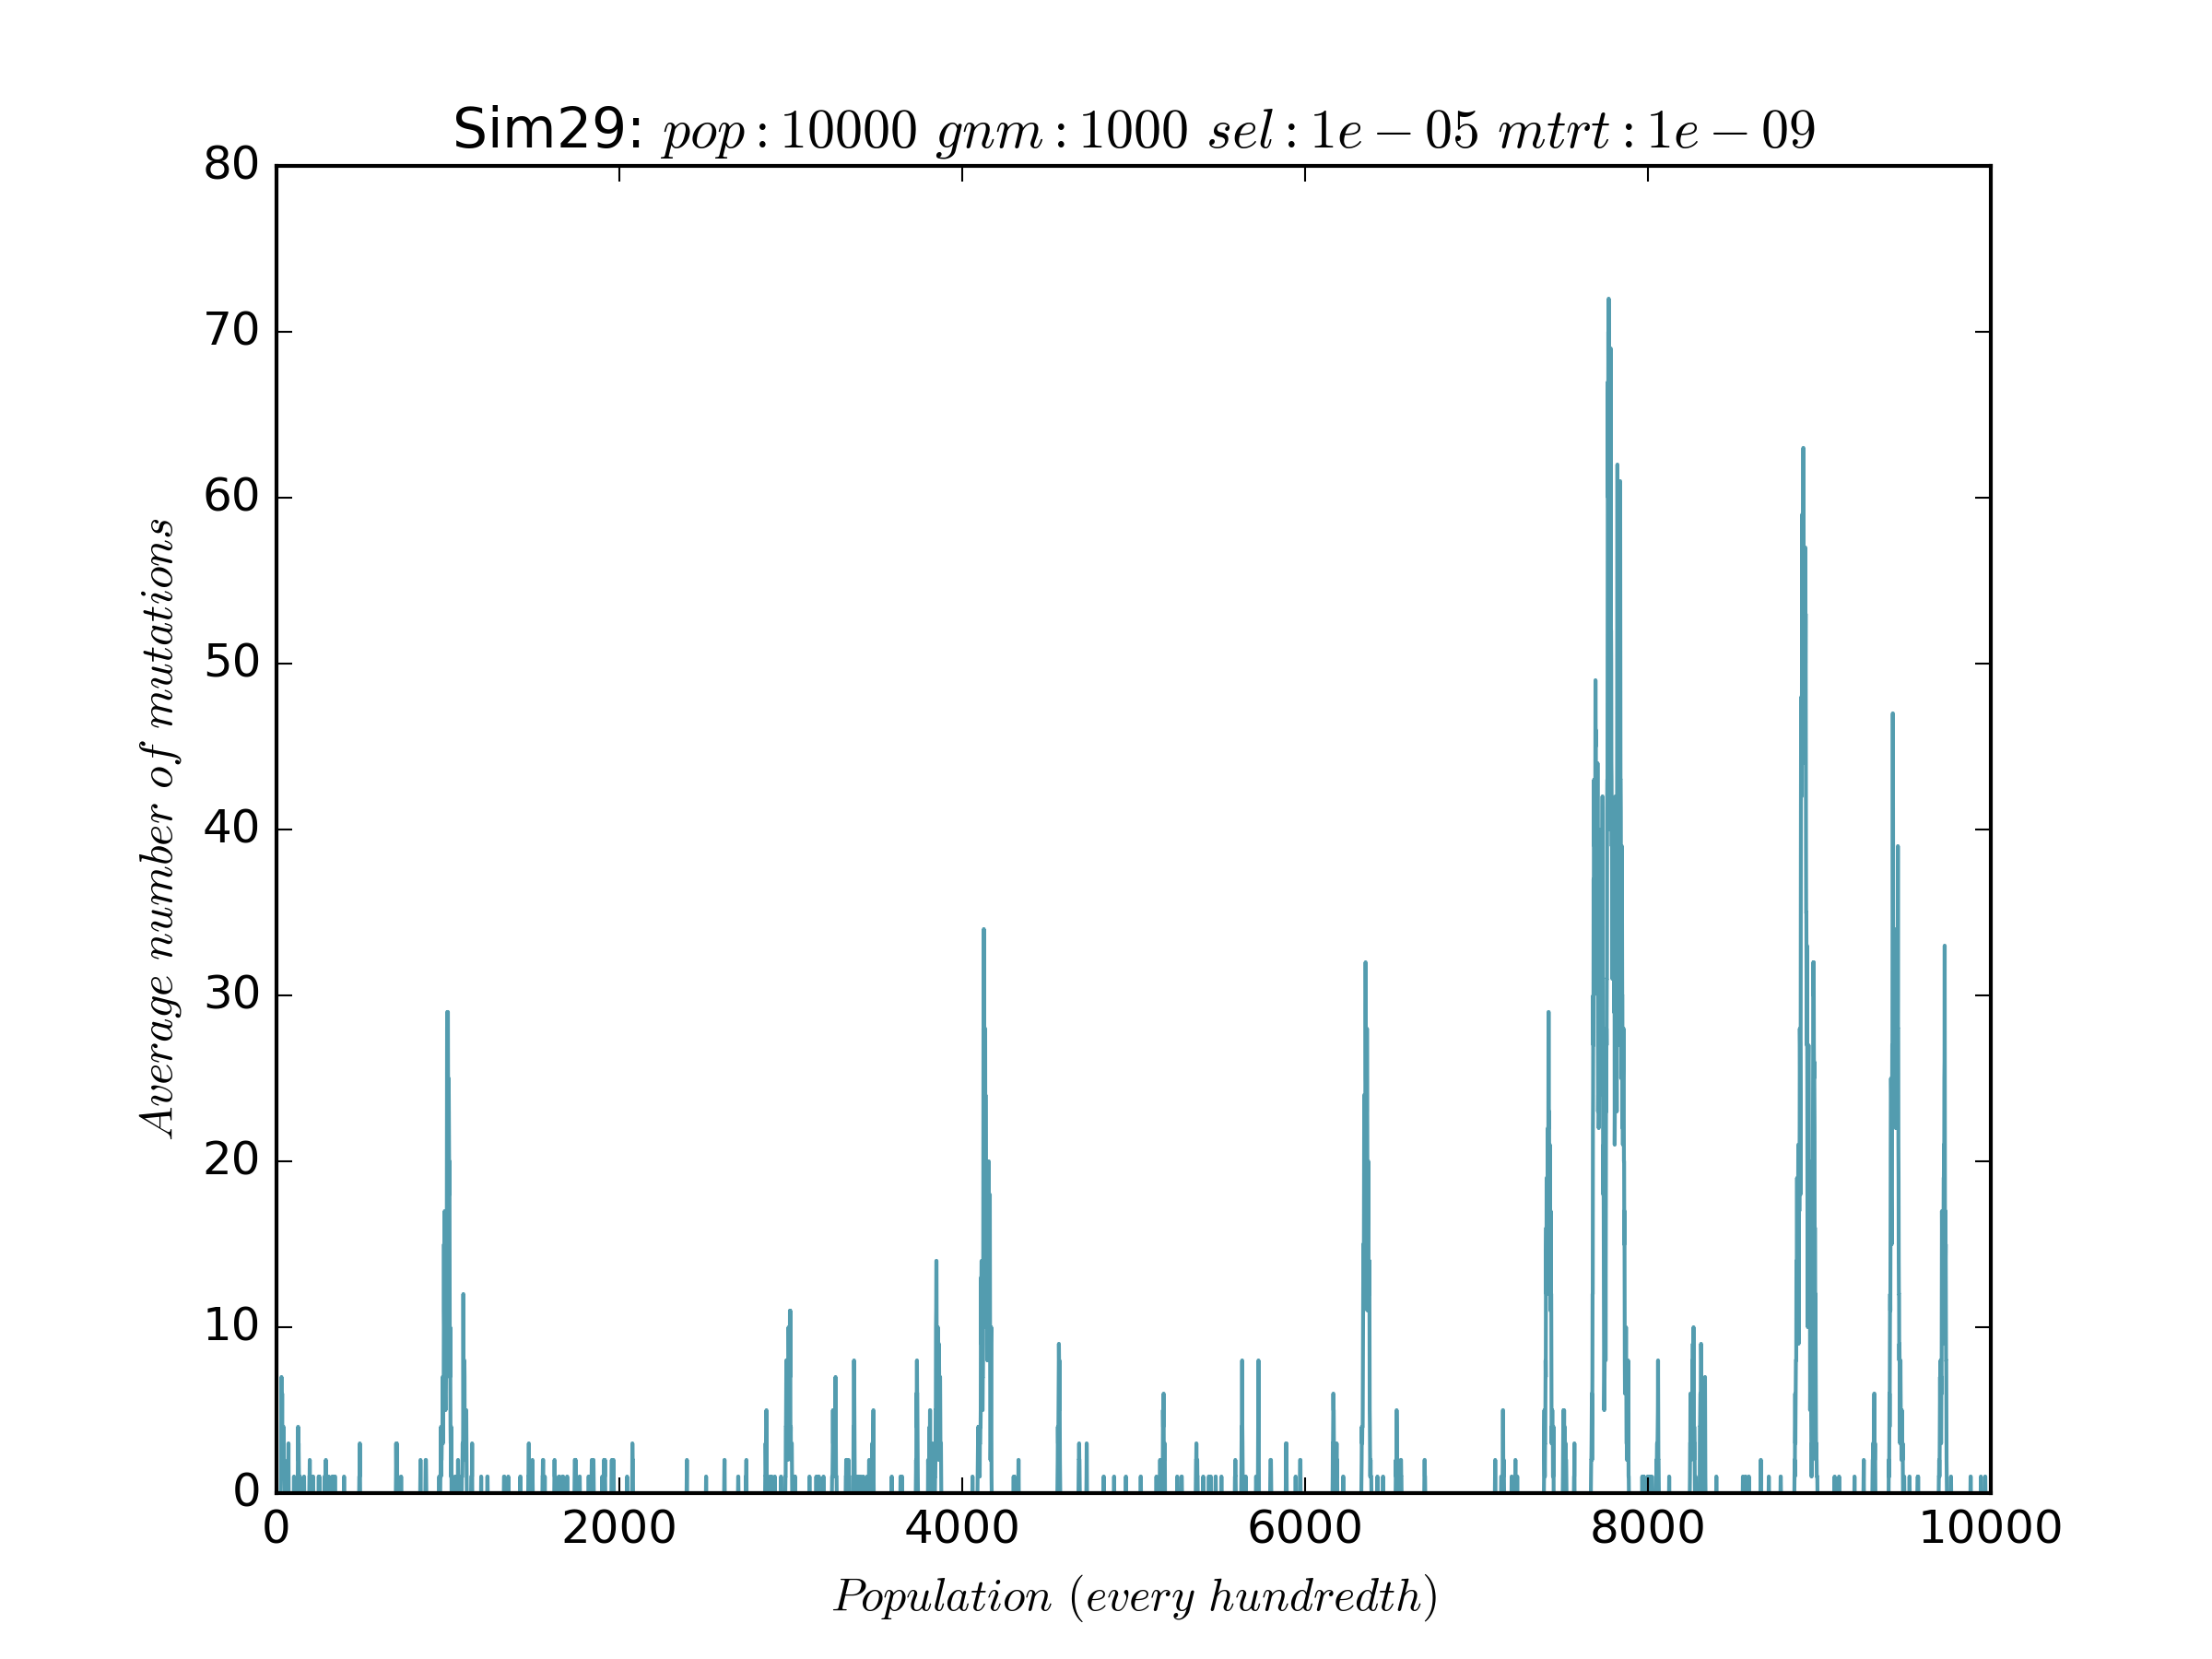 Sim29: pop : 10000 gnm : 1000 sel : 1e − 05 mtrt : 1e − 09
80
70
60
50
40
30
20
10
0
Average number of mutations
0 2000 4000 6000 8000 10000
Population (every hundredth)